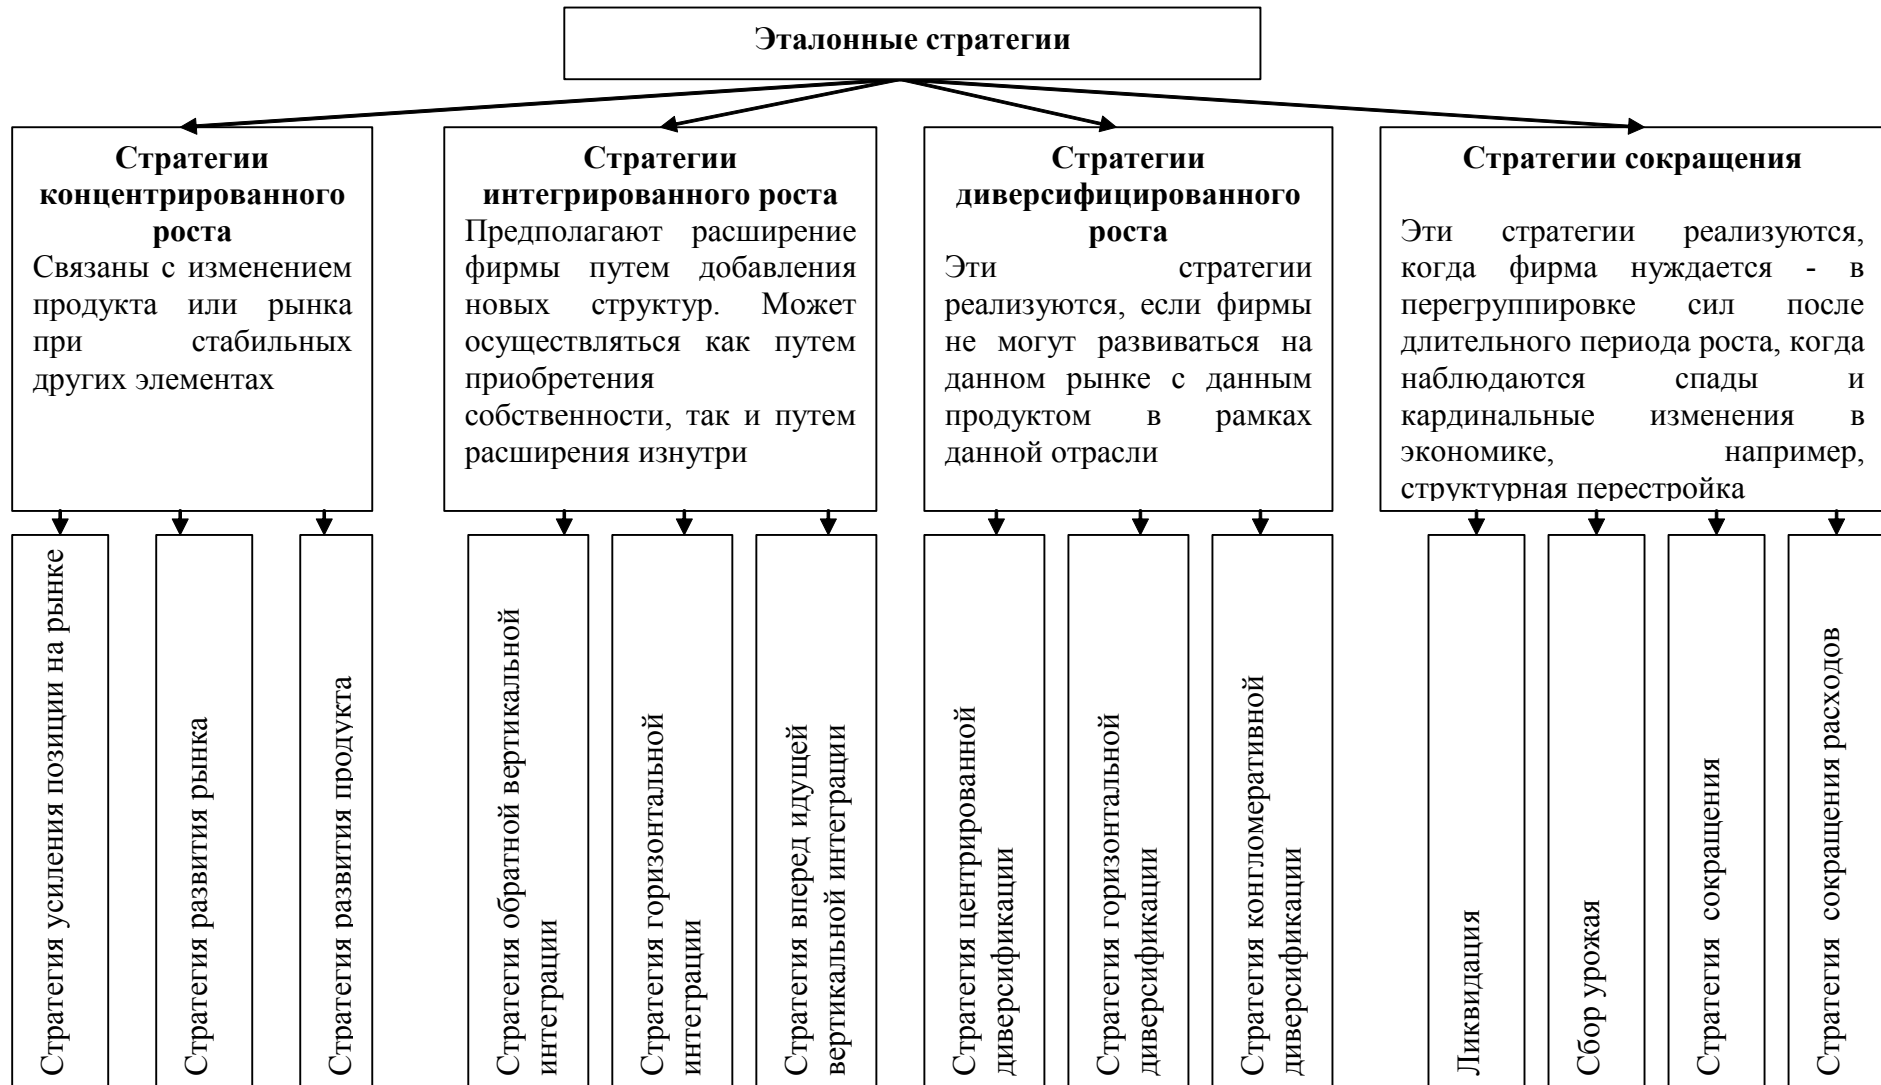 Эталонные стратегии
Стратегии
концентрированного
роста
Связаны с изменением
продукта или рынка
при стабильных
других элементах
Стратегии
интегрированного роста
Предполагают расширение
фирмы путем добавления
новых структур. Может
осуществляться как путем
приобретения
собственности, так и путем
расширения изнутри
Стратегии
диверсифицированного
роста
Эти стратегии
реализуются, если фирмы
не могут развиваться на
данном рынке с данным
продуктом в рамках
данной отрасли
Стратегии сокращения
Эти стратегии реализуются,
когда фирма нуждается - в
перегруппировке сил после
длительного периода роста, когда
наблюдаются спады и
кардинальные изменения в
экономике, например,
структурная перестройка
Стратегия усиления позиции на рынке
Стратегия развития рынка
Стратегия развития продукта
Стратегия обратной вертикальной
интеграции
Стратегия горизонтальной
интеграции
Стратегия вперед идущей
вертикальной интеграции
Стратегия центрированной
диверсификации
Стратегия горизонтальной
диверсификации
Стратегия конгломеративной
диверсификации
Ликвидация
Сбор урожая
Стратегия сокращения
Стратегия сокращения расходов